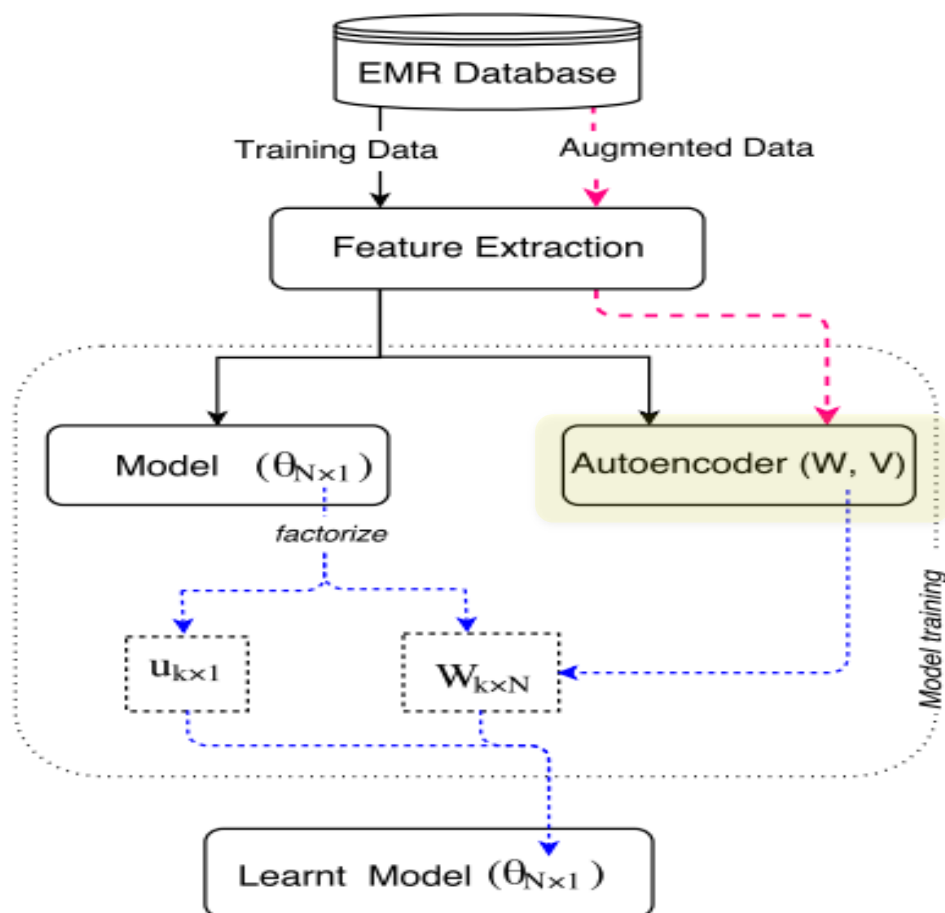 EMR Database
Training Data
Augmented Data
Feature Extraction
Model (θN×1)
Autoencoder (W, V)
factorize
Model training
uk×1
Wk×N
Learnt Model (θN×1)